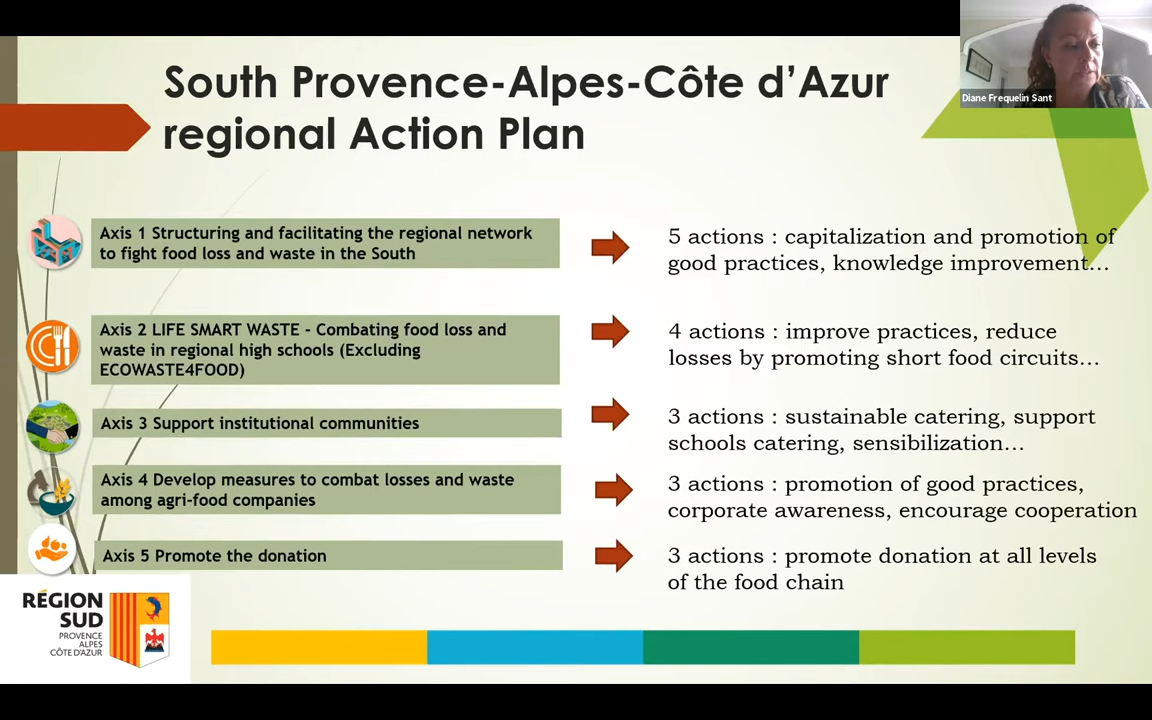 South Provence-Alpes-Côte d’Azur
regional Action Plan
Diane Frequelin Sant
Axis 1 Structuring and facilitating the regional network
to fight food loss and waste in the South
5 actions : capitalization and promotion of
good practices, knowledge improvement…
Axis 2 LIFE SMART WASTE - Combating food loss and
waste in regional high schools (Excluding
ECOWASTE4FOOD)
4 actions : improve practices, reduce
losses by promoting short food circuits…
Axis 3 Support institutional communities
3 actions : sustainable catering, support
schools catering, sensibilization…
Axis 4 Develop measures to combat losses and waste
among agri-food companies
3 actions : promotion of good practices,
corporate awareness, encourage cooperation
Axis 5 Promote the donation
3 actions : promote donation at all levels
of the food chain
RÉGION
SUD
PROVENCE
ALPES
CÔTE D’AZUR